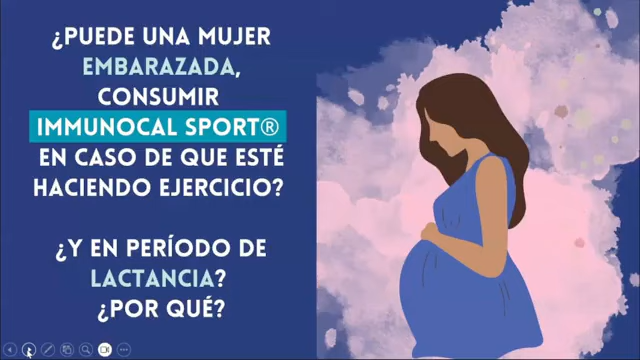 ¿PUEDE UNA MUJER
EMBARAZADA,
CONSUMIR
IMMUNOCAL SPORT®
EN CASO DE QUE ESTÉ
HACIENDO EJERCICIO?
¿Y EN PERÍODO DE
LACTANCIA?
¿POR QUÉ?